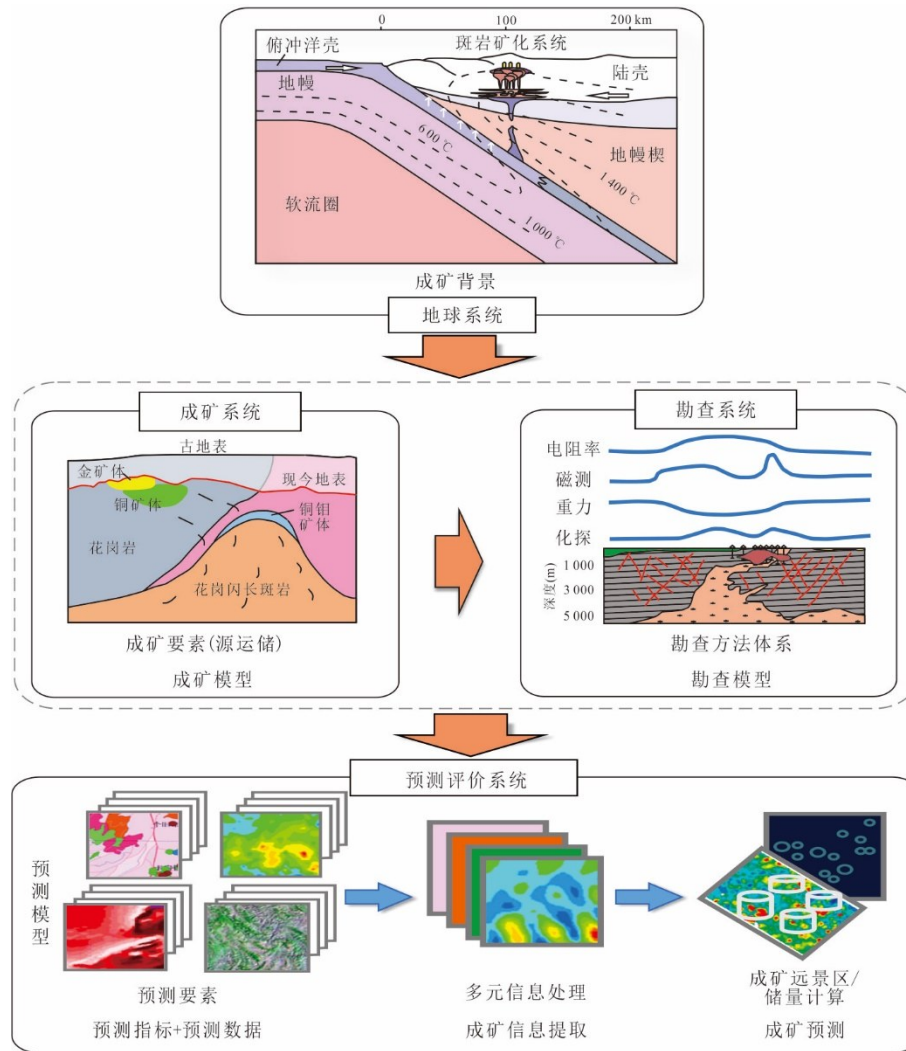 0 100 200 km
斑岩矿化系统
俯冲洋壳
陆壳
地幔
600℃
地幔楔
1400℃
软流圈
1000℃
成矿背景
地球系统
成矿系统
古地表
金矿体
现今地表
铜矿体
铜钼
矿体
花岗岩
花岗闪长斑岩
成矿要素(源运储)
成矿模型
勘查系统
电阻率
磁测
重力
化探
深度(m)
1 000
3 000
5 000
勘查方法体系
勘查模型
预测评价系统
预测模型
预测要素
预测指标+预测数据
多元信息处理
成矿信息提取
成矿远景区/
储量计算
成矿预测